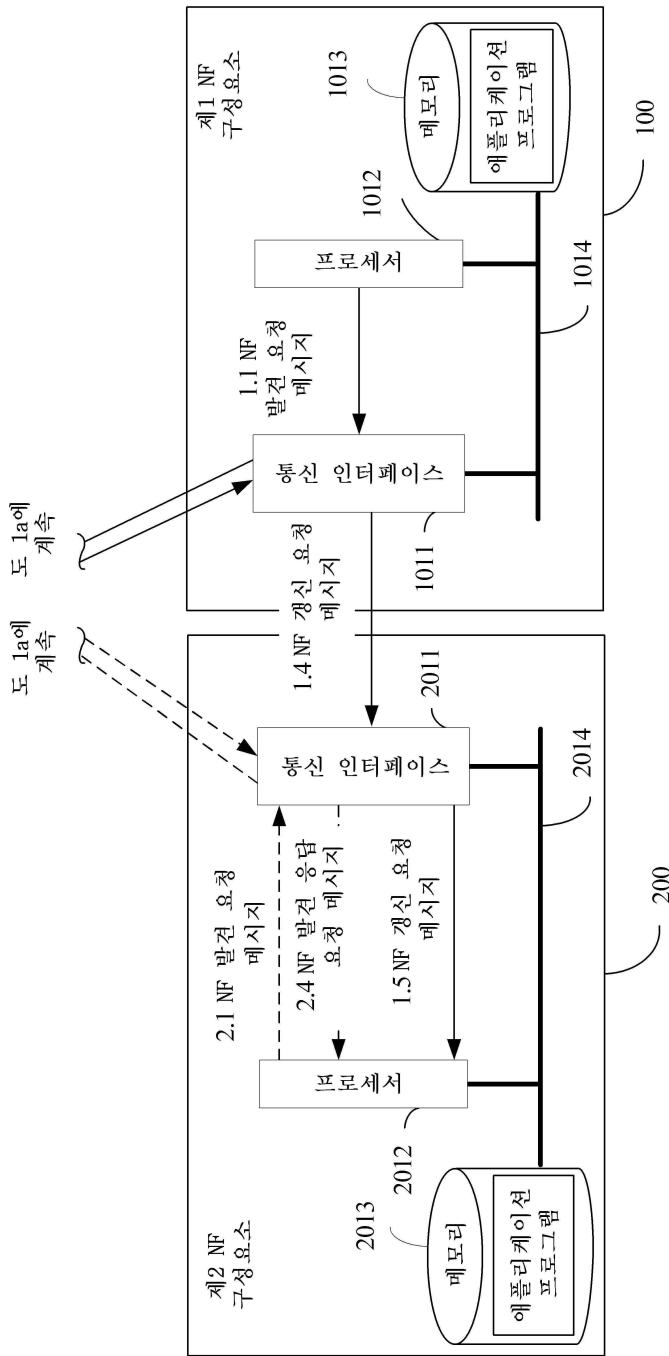 제2 NF
구성요소
2013
메모리
애플리케이션
프로그램
2012
프로세서
2.1 NF 발견 요청
메시지
2.4 NF 발견 응답
요청 메시지
1.5 NF 갱신 요청
메시지
통신 인터페이스
2011
2014
200
도 1a에
계속
도 1a에
계속
1.4 NF 갱신 요청
메시지
제1 NF
구성요소
통신 인터페이스
1011
1.1 NF
발견 요청
메시지
프로세서
1012
1013
메모리
애플리케이션
프로그램
1014
100